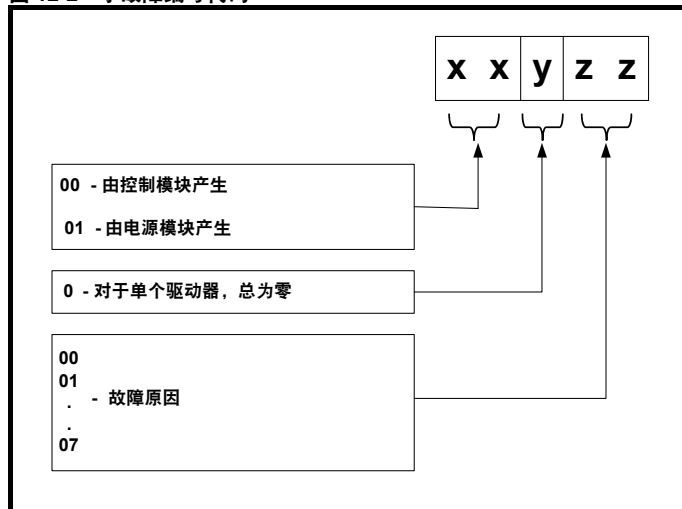 x x y z z
00 - 由控制模块产生
01 - 由电源模块产生
0 - 对于单个驱动器，总为零
00
01
.
- 故障原因
.
07